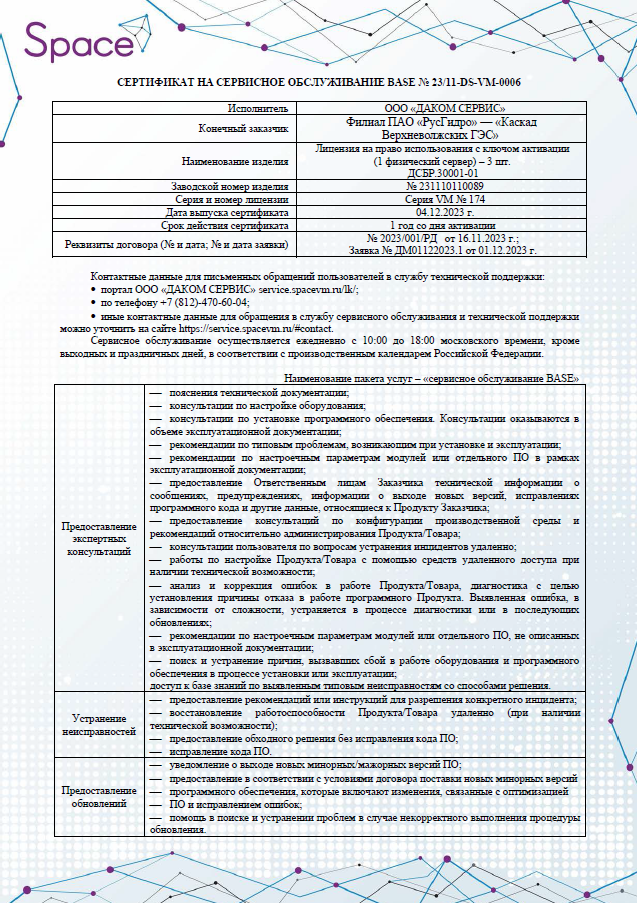 Space
СЕРТИФИКАТ НА СЕРВИСНОЕ ОБСЛУЖИВАНИЕ BASE № 23/11-DS-VM-0006
Исполнитель
ООО «ДАКОМ СЕРВИС»
Конечный заказчик
Филиал ПАО «РусГидро» — «Каскад
Верхневолжских ГЭС»
Наименование изделия
Лицензия на право использования с ключом активации
(1 физический сервер) – 3 шт.
ДСБР.30001-01
Заводской номер изделия
№ 231110110089
Серия и номер лицензии
Серия VM № 174
Дата выпуска сертификата
04.12.2023 г.
Срок действия сертификата
1 год со дня активации
Реквизиты договора (№ и дата; № и дата заявки)
№ 2023/001/РД от 16.11.2023 г.;
Заявка № ДМ01122023.1 от 01.12.2023 г.
Контактные данные для письменных обращений пользователей в службу технической поддержки:
• портал ООО «ДАКОМ СЕРВИС» service.spacevm.ru/lk/;
• по телефону +7 (812)-470-60-04;
• иные контактные данные для обращения в службу сервисного обслуживания и технической поддержки
можно уточнить на сайте https://service.spacevm.ru/#contact.
Сервисное обслуживание осуществляется ежедневно с 10:00 до 18:00 московского времени, кроме
выходных и праздничных дней, в соответствии с производственным календарем Российской Федерации.
Наименование пакета услуг – «сервисное обслуживание BASE»
Предоставление
экспертных
консультаций
— пояснения технической документации;
— консультации по настройке оборудования;
— консультации по установке программного обеспечения. Консультации оказываются в
объеме эксплуатационной документации;
— рекомендации по типовым проблемам, возникающим при установке и эксплуатации;
— рекомендации по настроечным параметрам модулей или отдельного ПО в рамках
эксплуатационной документации;
— предоставление Ответственным лицам Заказчика технической информации о
сообщениях, предупреждениях, информации о выходе новых версий, исправлениях
программного кода и другие данные, относящиеся к Продукту Заказчика;
— предоставление консультаций по конфигурации производственной среды и
рекомендаций относительно администрирования Продукта/Товара;
— консультации пользователя по вопросам устранения инцидентов удаленно;
— работы по настройке Продукта/Товара с помощью средств удаленного доступа при
наличии технической возможности;
— анализ и коррекция ошибок в работе Продукта/Товара, диагностика с целью
установления причины отказа в работе программного Продукта. Выявленная ошибка, в
зависимости от сложности, устраняется в процессе диагностики или в последующих
обновлениях;
— рекомендации по настроечным параметрам модулей или отдельного ПО, не описанных
в эксплуатационной документации;
— поиск и устранение причин, вызвавших сбой в работе оборудования и программного
обеспечения в процессе установки или эксплуатации;
доступ к базе знаний по выявленным типовым неисправностям со способами решения.
Устранение
неисправностей
— предоставление рекомендаций или инструкций для разрешения конкретного инцидента;
— восстановление работоспособности Продукта/Товара удаленно (при наличии
технической возможности);
— предоставление обходного решения без исправления кода ПО;
— исправление кода ПО.
Предоставление
обновлений
— уведомление о выходе новых минорных/мажорных версий ПО;
— предоставление в соответствии с условиями договора поставки новых минорных версий
— программного обеспечения, которые включают изменения, связанные с оптимизацией
— ПО и исправлением ошибок;
— помощь в поиске и устранении проблем в случае некорректного выполнения процедуры
обновления.